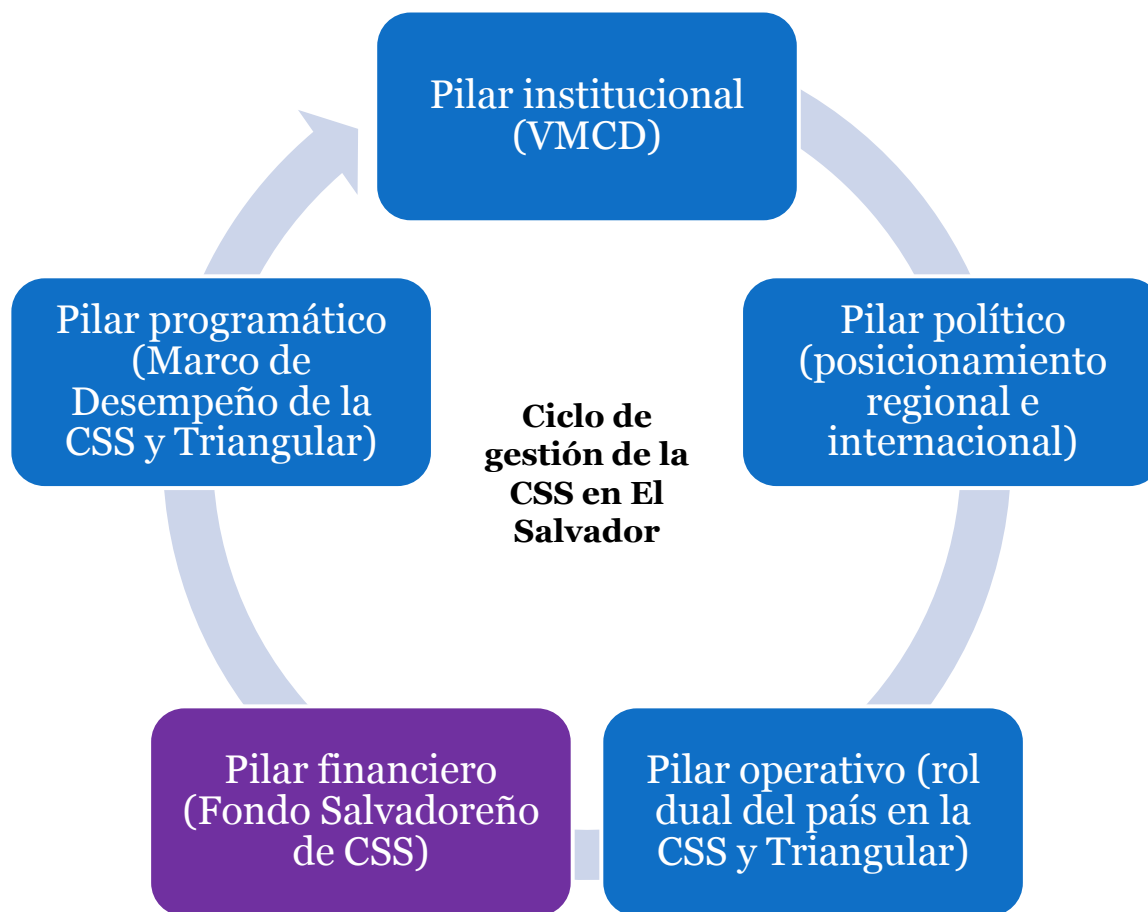 Pilar institucional
(VMCD)
Pilar político
(posicionamiento
regional e
internacional)
Pilar operativo (rol
dual del país en la
CSS y Triangular)
Pilar financiero
(Fondo Salvadoreño
de CSS)
Pilar programático
(Marco de
Desempeño de la
CSS y Triangular)
Ciclo de
gestión de la
CSS en El
Salvador